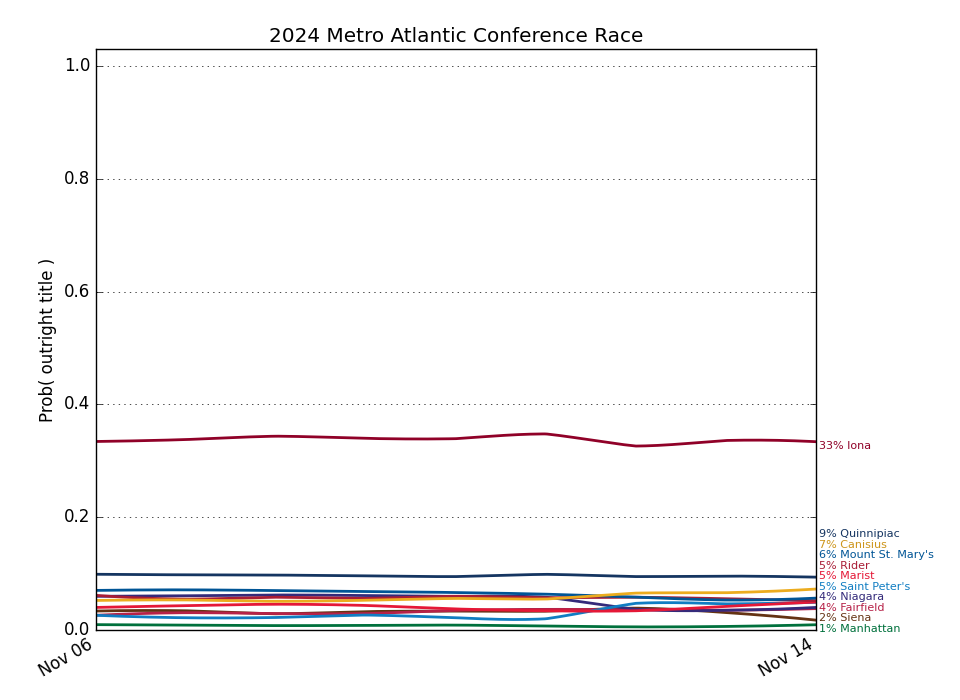 2024 Metro Atlantic Conference Race
1.0
0.8
0.6
0.4
0.2
0.0
Prob( outright title )
Nov 06
Nov 14
33% Iona
9% Quinnipiac
7% Canisius
6% Mount St. Mary's
5% Rider
5% Marist
5% Saint Peter's
4% Niagara
4% Fairfield
2% Siena
1% Manhattan